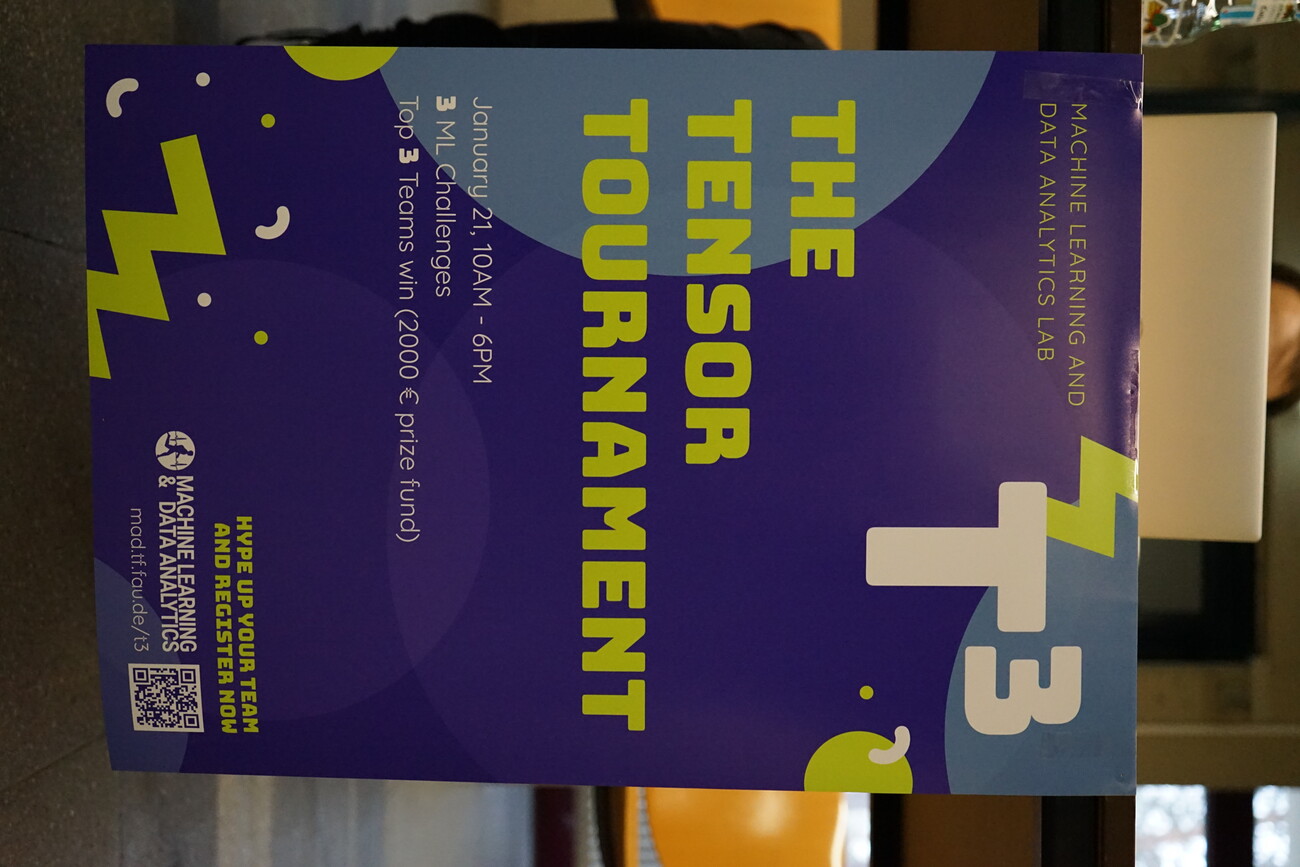 MACHINE LEARNING AND
DATA ANALYTICS LAB
T³
THE
TENSOR
TOURNAMENT
January 21, 10AM - 6PM
3 ML Challenges
Top 3 Teams win (2000 € prize fund)
HYPE UP YOUR TEAM
AND REGISTER NOW
MACHINE LEARNING
& DATA ANALYTICS
mad.tf.fau.de/t3